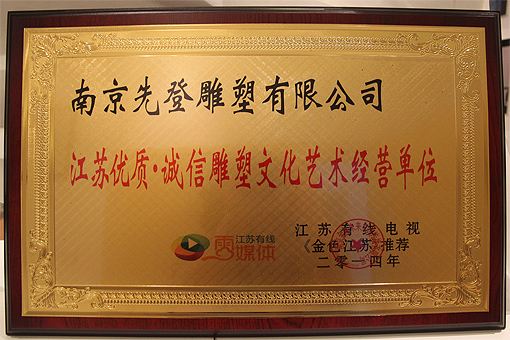 南京先登雕塑有限公司
江苏优质·诚信雕塑文化艺术经营单位
江苏有线
云媒体
江苏有线电视
《金色江苏》推荐
二零一四年